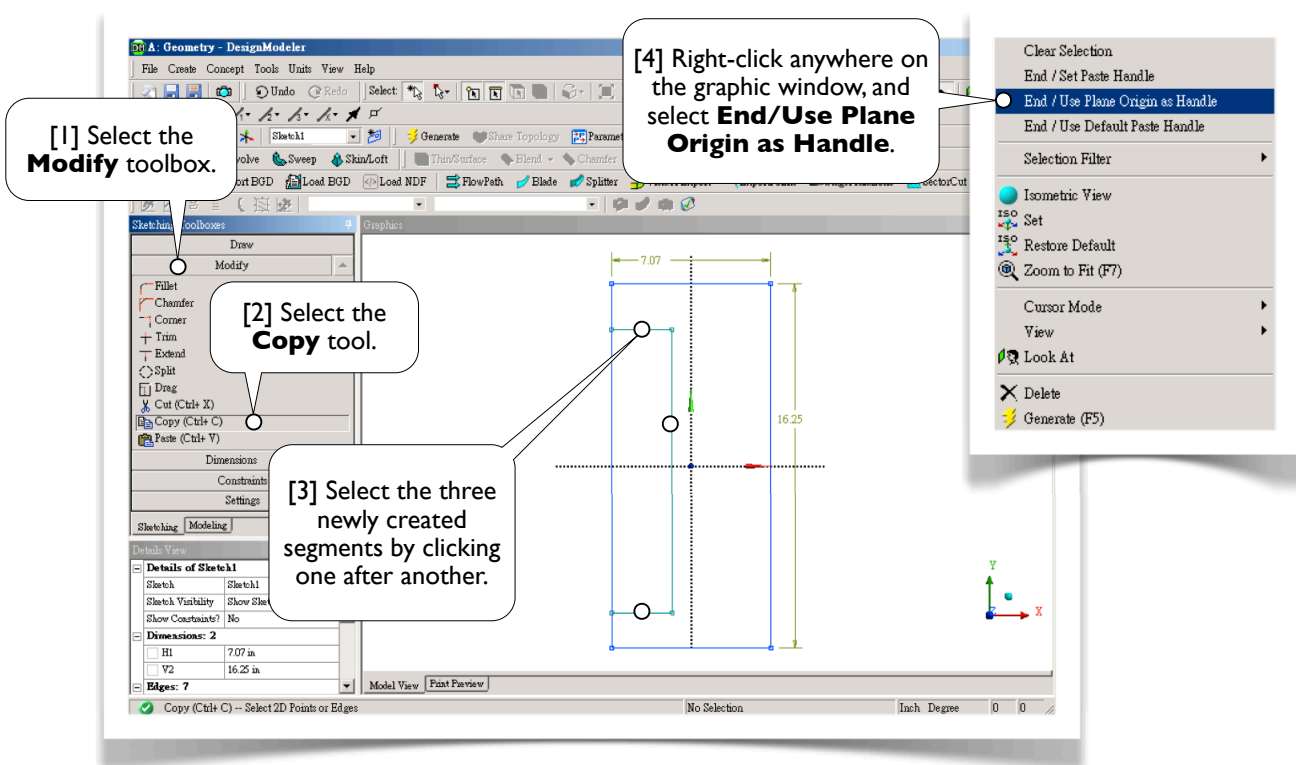 A: Geometry - DesignModeler
File Create Concept Tools Units View Help
Undo Redo Select:
Sketch1 Generate Share Topology
Sweep Skin/Loft Thin/Surface Blend Chamfer
Load BGD Load NDF FlowPath Blade Splitter
Sketching Toolboxes
Draw
Modify
Fillet
Chamfer
Corner
Trim
Extend
Split
Drag
Cut (Ctrl+ X)
Copy (Ctrl+ C)
Paste (Ctrl+ V)
Dimensions
Constraints
Settings
Sketching Modeling
Details View
Details of Sketch1
Sketch Sketch1
Sketch Visibility
Show Constraints? No
Dimensions: 2
H1 7.07 in
V2 16.25 in
Edges: 7
Graphics
7.07
16.25
Y
X
Z
Model View Print Preview
Copy (Ctrl+ C) -- Select 2D Points or Edges No Selection Inch Degree 0 0
[1] Select the
Modify toolbox.
[2] Select the
Copy tool.
[3] Select the three
newly created
segments by clicking
one after another.
[4] Right-click anywhere on
the graphic window, and
select End/Use Plane
Origin as Handle.
Clear Selection
End / Set Paste Handle
End / Use Plane Origin as Handle
End / Use Default Paste Handle
Selection Filter
Isometric View
ISO Set
ISO Restore Default
Zoom to Fit (F7)
Cursor Mode
View
Look At
Delete
Generate (F5)